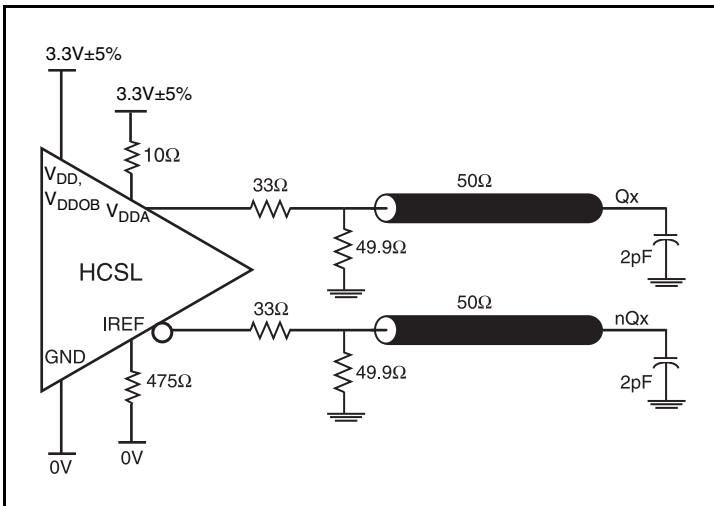 3.3V±5%
3.3V±5%
10Ω
V_DD,
V_DDOB
V_DDA
33Ω
50Ω
Qx
49.9Ω
2pF
HCSL
IREF
33Ω
50Ω
nQx
GND
475Ω
49.9Ω
2pF
0V
0V